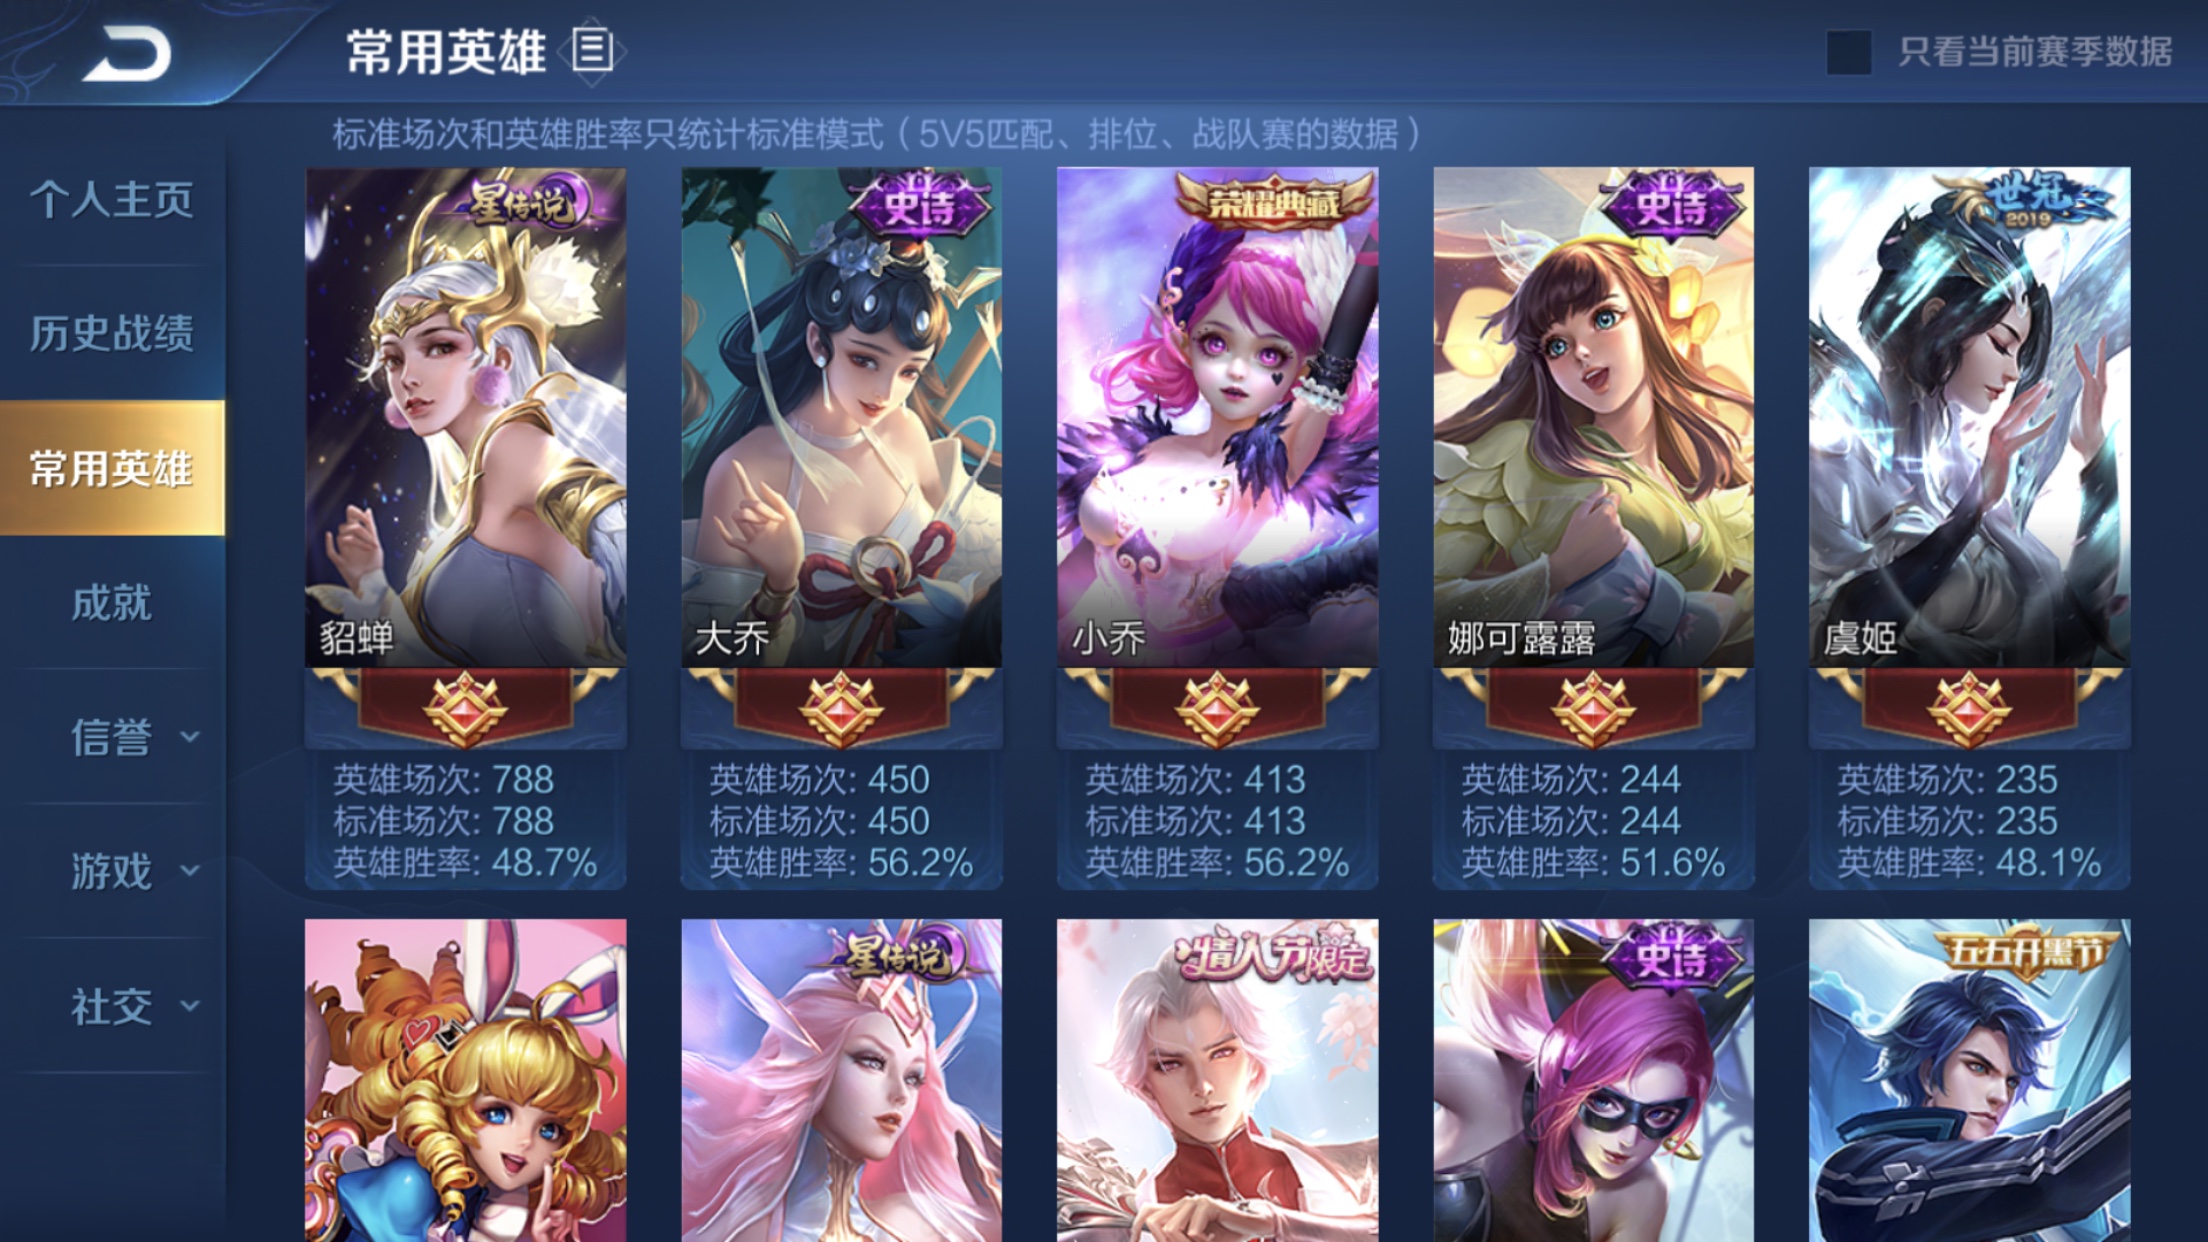 常用英雄
只看当前赛季数据
标准场次和英雄胜率只统计标准模式（5V5匹配、排位、战队赛的数据）
个人主页
历史战绩
常用英雄
成就
信誉
游戏
社交
星传说
貂蝉
英雄场次: 788
标准场次: 788
英雄胜率: 48.7%
史诗
大乔
英雄场次: 450
标准场次: 450
英雄胜率: 56.2%
荣耀典藏
小乔
英雄场次: 413
标准场次: 413
英雄胜率: 56.2%
史诗
娜可露露
英雄场次: 244
标准场次: 244
英雄胜率: 51.6%
世冠
2019
虞姬
英雄场次: 235
标准场次: 235
英雄胜率: 48.1%
星传说
情人节限定
史诗
五五开黑节